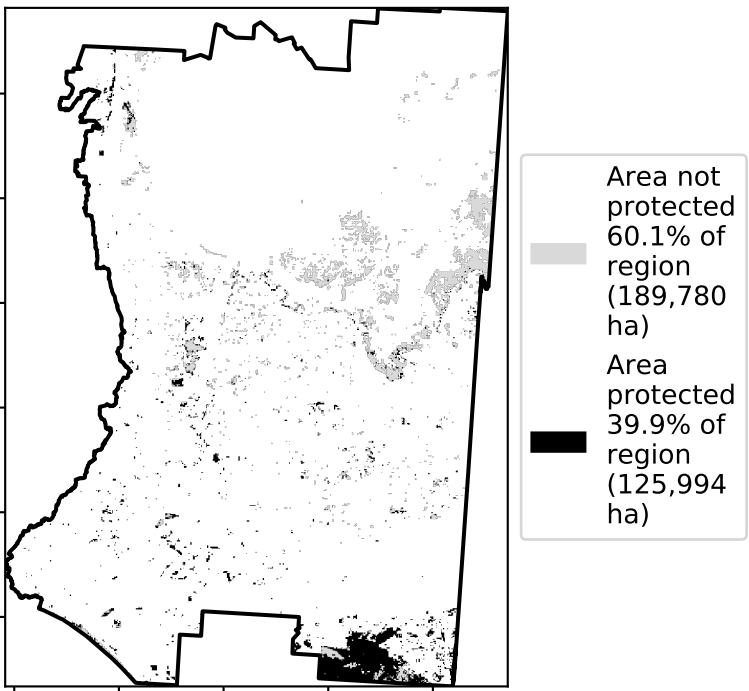 Area not
protected
60.1% of
region
(189,780
ha)
Area
protected
39.9% of
region
(125,994
ha)